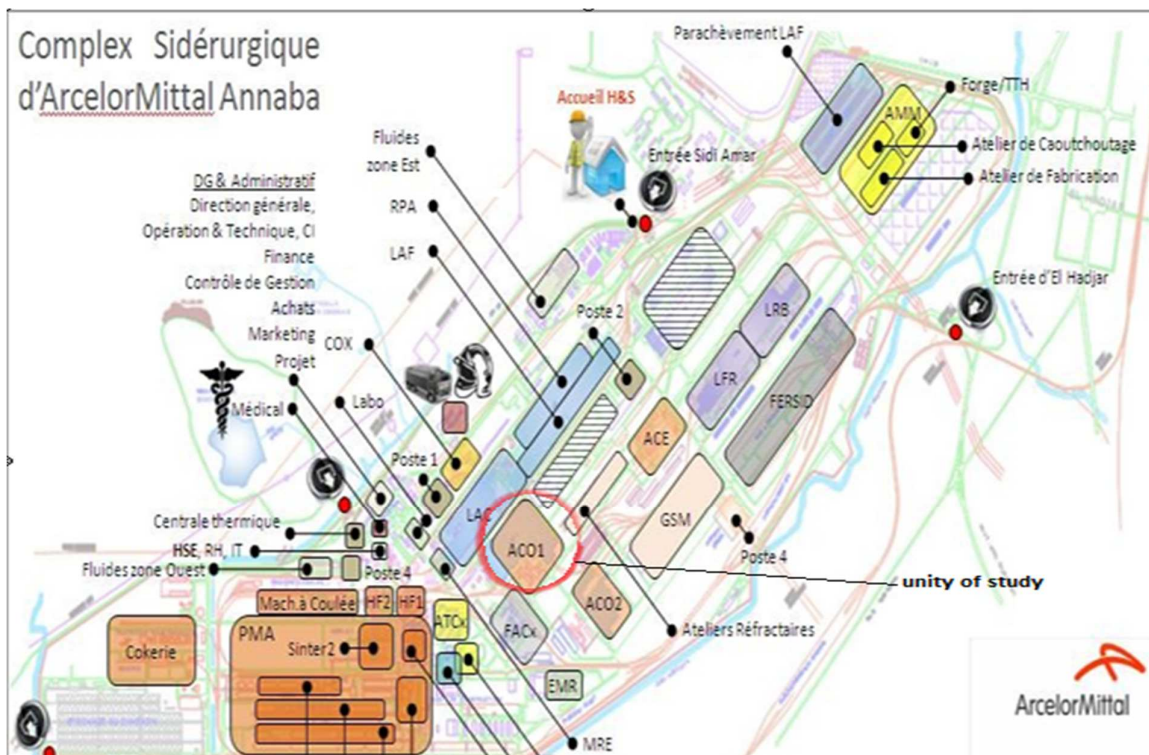 Complex Sidérurgique
d'ArcelorMittal Annaba
Parachèvement LAF
Forge/TTH
AMM
Accueil H&S
Fluides
zone Est
Entrée Sidi Amar
Atelier de Caoutchoutage
Atelier de Fabrication
DG & Administratif
Direction générale,
Opération & Technique, CI
Finance
Contrôle de Gestion
Achats
Marketing
Projet
RPA
LAF
Entrée d'El Hadjar
Poste 2
LRB
COX
LFR
FERSID
Médical
Labo
ACE
Poste 1
LAC
GSM
Centrale thermique
ACO1
HSE, RH, IT
Poste 4
Fluides zone Ouest
Poste 4
unity of study
Mach.à Coulée
HF2
HF1
ACO2
ATCx
FACx
Ateliers Réfractaires
PMA
Cokerie
Sinter2
EMR
ArcelorMittal
MRE